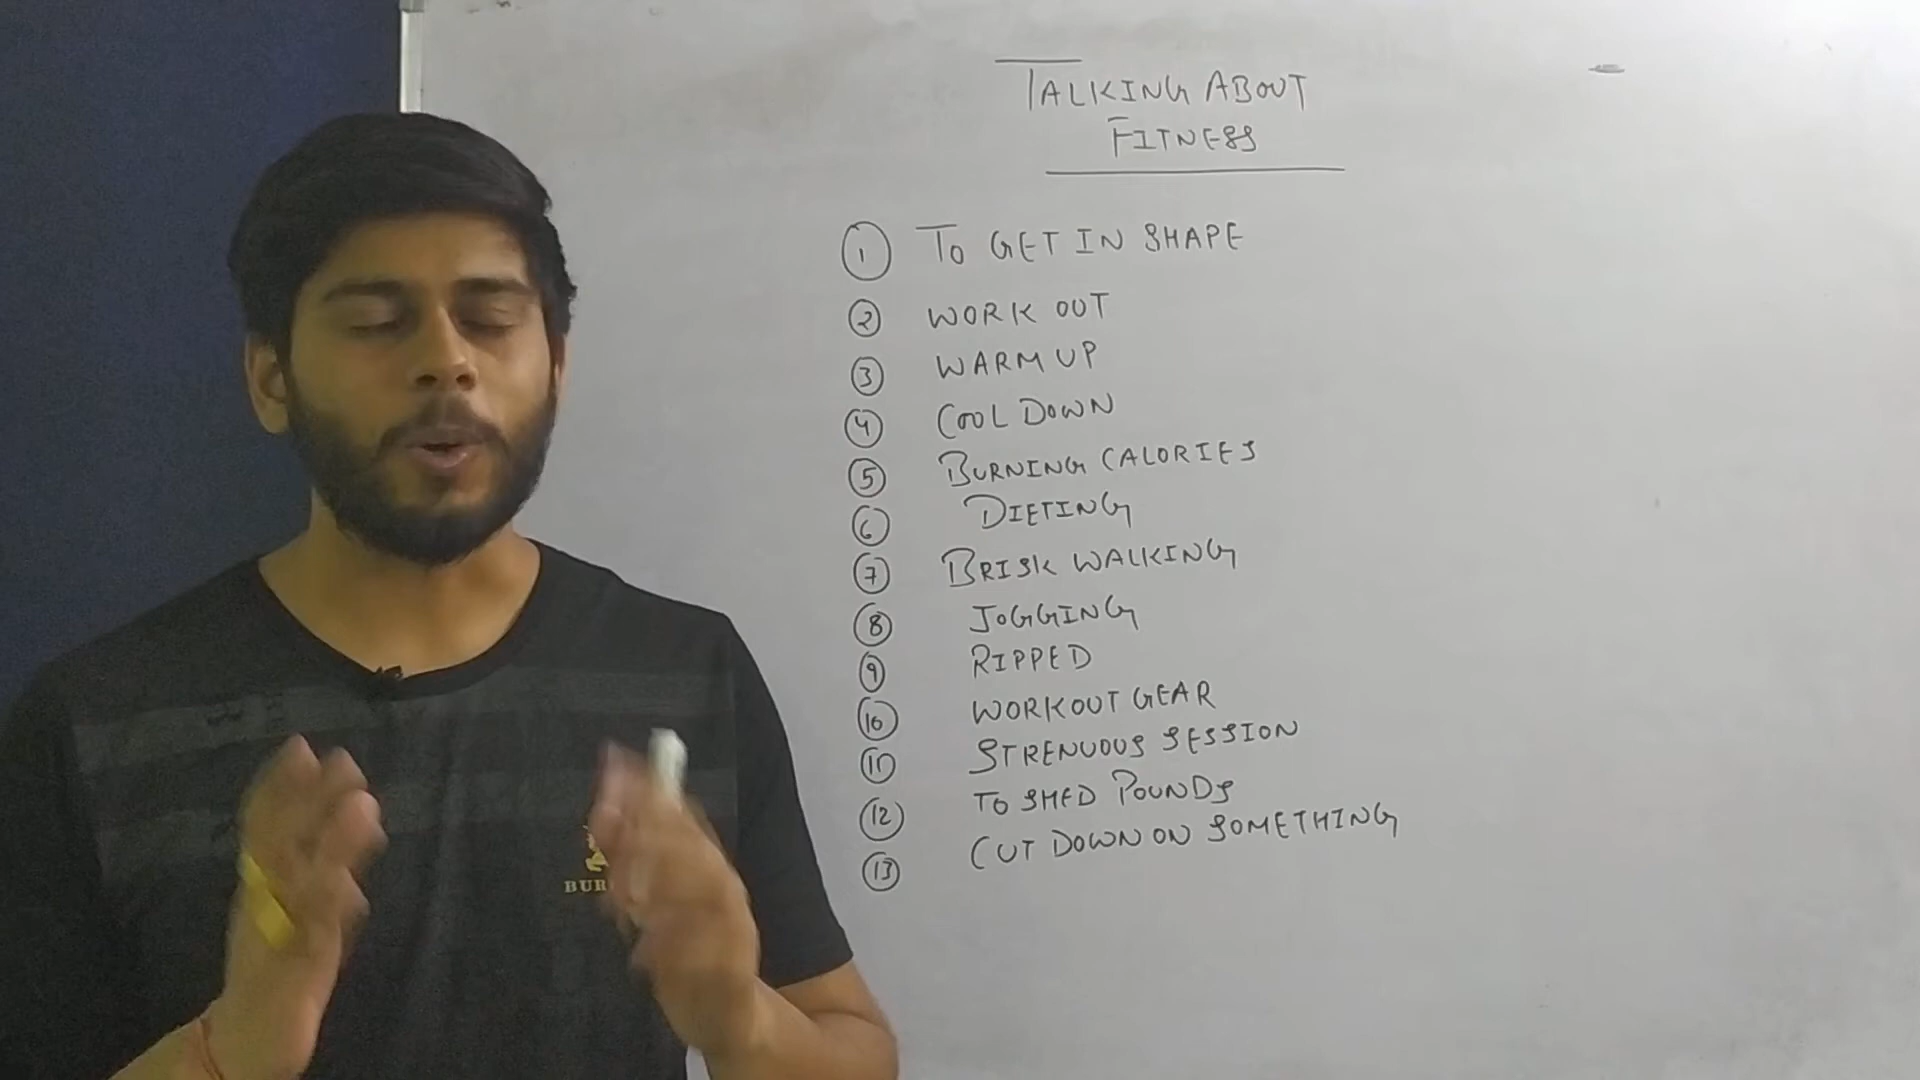 TALKING ABOUT
FITNESS
1 TO GET IN SHAPE
2 WORK OUT
3 WARM UP
4 COOL DOWN
5 BURNING CALORIES
6 DIETING
7 BRISK WALKING
8 JOGGING
9 RIPPED
10 WORKOUT GEAR
11 STRENUOUS SESSION
12 TO SHED POUNDS
13 CUT DOWN ON SOMETHING